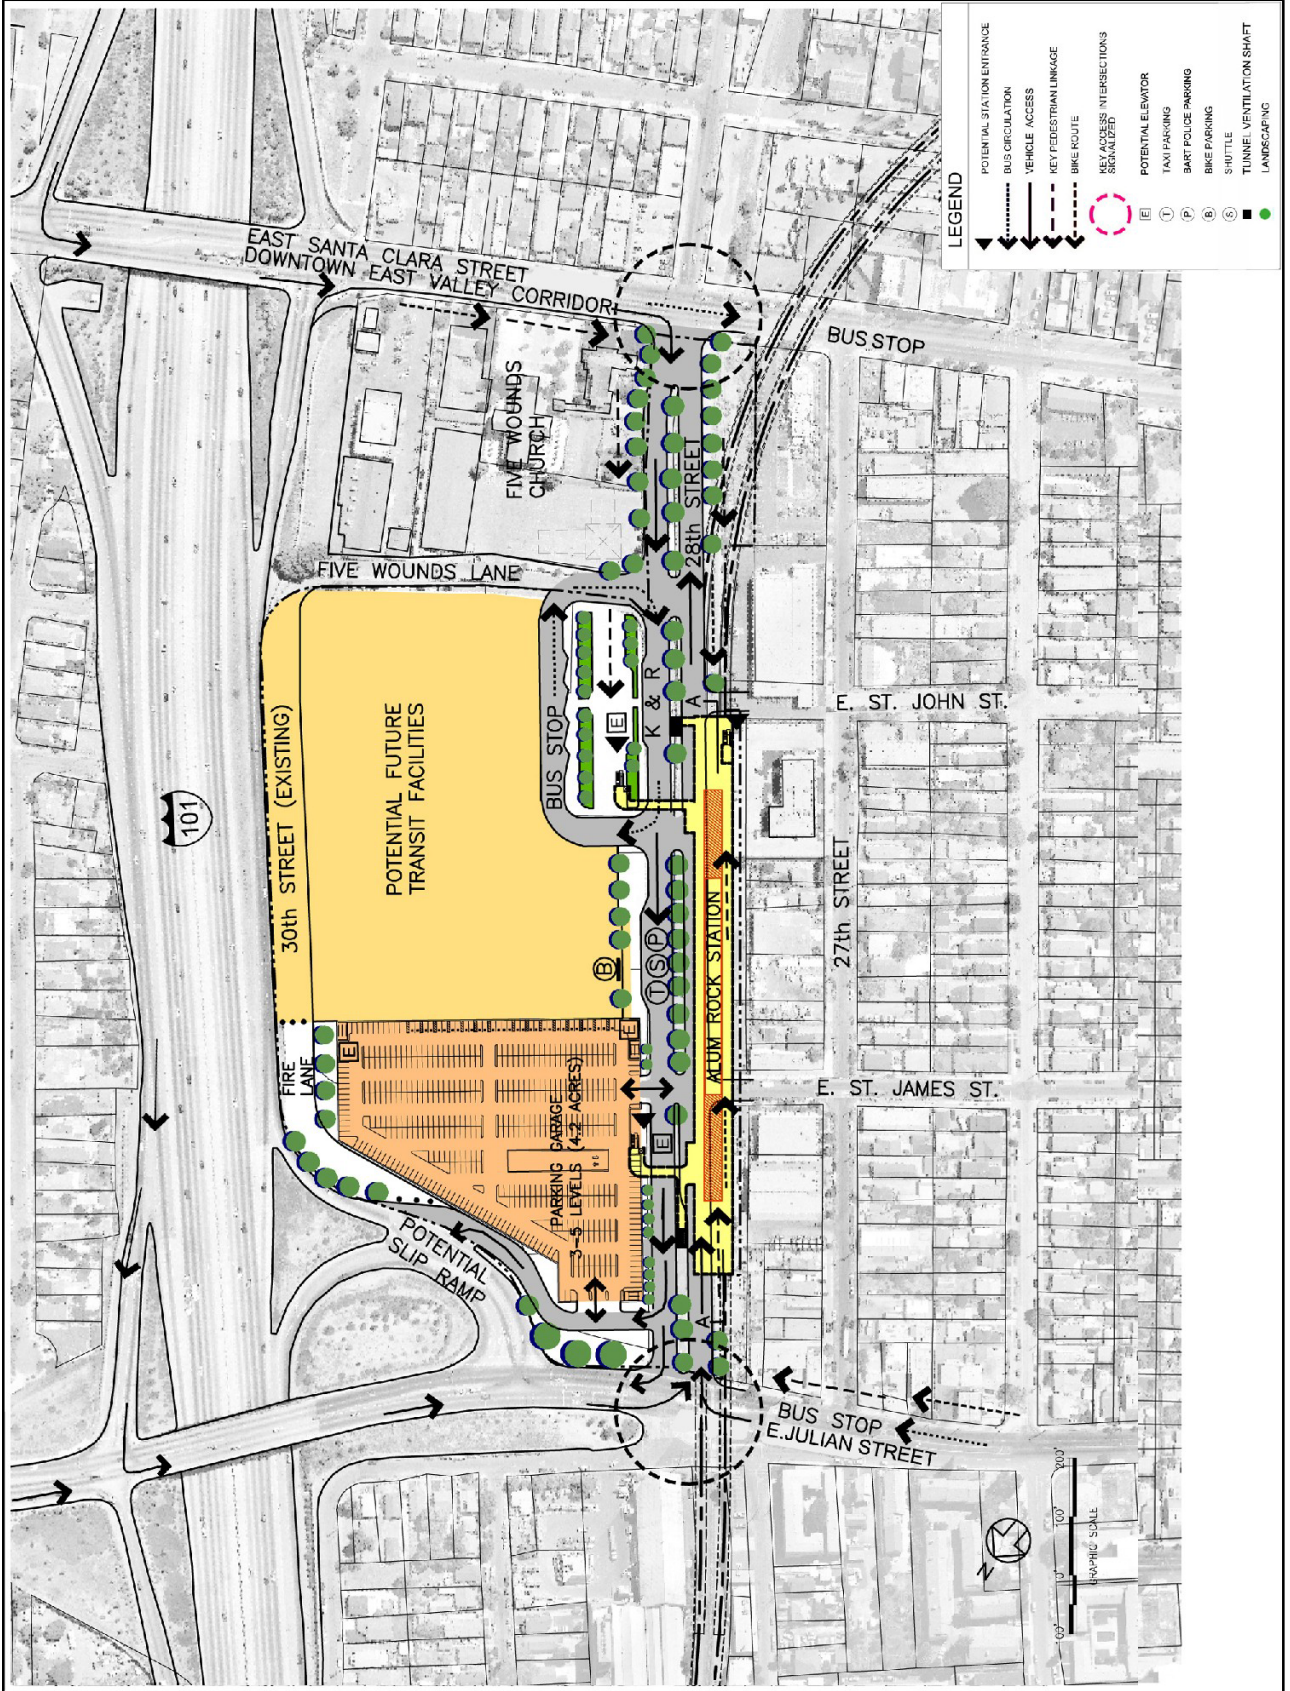 LEGEND
POTENTIAL STATION ENTRANCE
BUS CIRCULATION
VEHICLE ACCESS
KEY PEDESTRIAN LINKAGE
BIKE ROUTE
KEY ACCESS INTERSECTIONS
SIGNALIZED
E POTENTIAL ELEVATOR
T TAXI PARKING
P BART POLICE PARKING
B BIKE PARKING
S SHUTTLE
TUNNEL VENTILATION SHAFT
LANDSCAPING
EAST SANTA CLARA STREET
DOWNTOWN EAST VALLEY CORRIDOR
BUS STOP
FIVE WOUNDS
CHURCH
28th STREET
FIVE WOUNDS LANE
101
30th STREET (EXISTING)
POTENTIAL FUTURE
TRANSIT FACILITIES
BUS STOP
E
K & R
A
E. ST. JOHN ST.
27th STREET
B
T S P
ALUM ROCK STATION
FIRE
LANE
E
E
E
PARKING GARAGE
3-5 LEVELS (4.2 ACRES)
E
E. ST. JAMES ST.
POTENTIAL
SLIP RAMP
A
BUS STOP
E.JULIAN STREET
N
0' 100' 200'
GRAPHIC SCALE